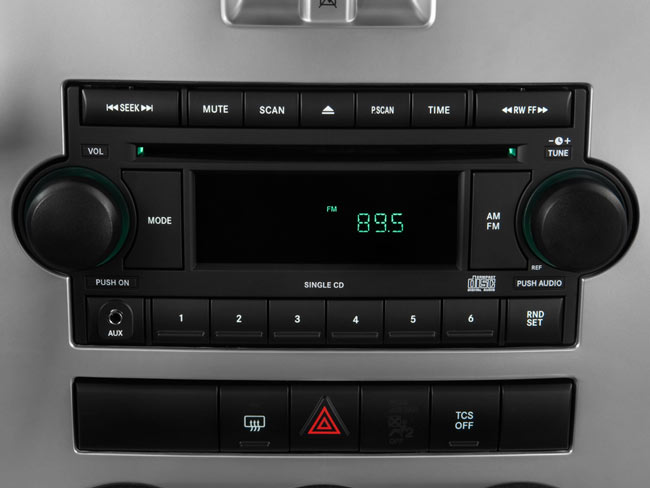 SEEK
MUTE
SCAN
P.SCAN
TIME
RW FF
VOL
- +
TUNE
MODE
FM
89.5
AM
FM
REF
PUSH ON
SINGLE CD
COMPACT
disc
DIGITAL AUDIO
PUSH AUDIO
AUX
1
2
3
4
5
6
RND
SET
TCS
OFF